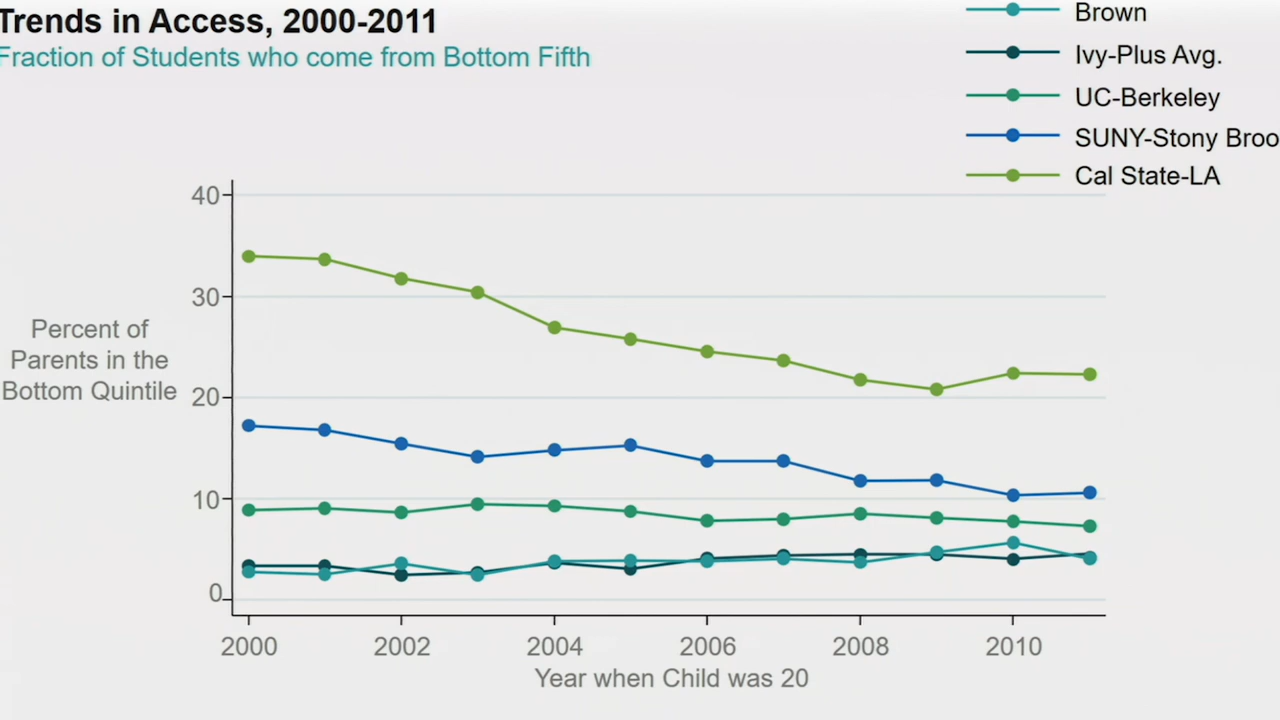 Trends in Access, 2000-2011
Fraction of Students who come from Bottom Fifth
Brown
Ivy-Plus Avg.
UC-Berkeley
SUNY-Stony Broo
Cal State-LA
40
30
20
10
0
Percent of
Parents in the
Bottom Quintile
2000
2002
2004
2006
2008
2010
Year when Child was 20